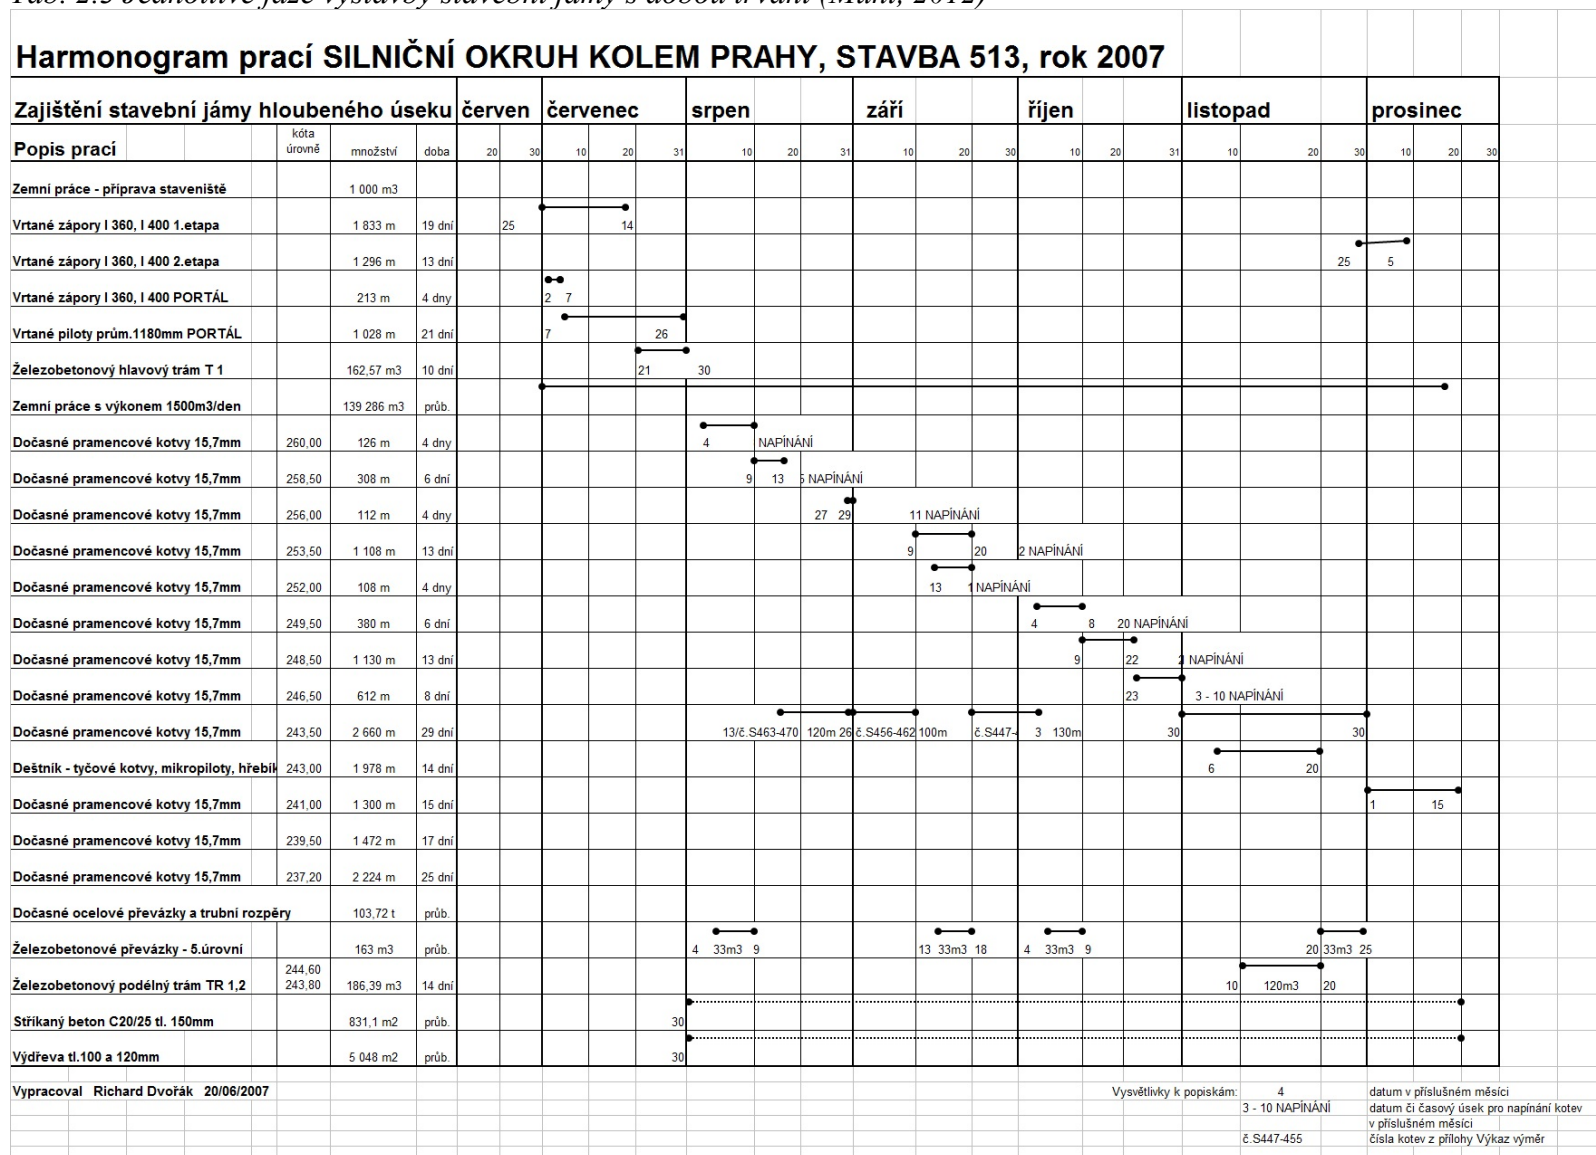 Tab. 2.3 Jednotlivé fáze výstavby stavební jámy s dobou trvání (Mühl, 2012)
Harmonogram prací SILNIČNÍ OKRUH KOLEM PRAHY, STAVBA 513, rok 2007
Zajištění stavební jámy hloubeného úseku červen červenec srpen září říjen listopad prosinec
Popis prací kóta úrovně množství doba 20 30 10 20 31 10 20 31 10 20 30 10 20 31 10 20 30 10 20 30
Zemní práce - příprava staveniště 1 000 m3
Vrtané zápory I 360, I 400 1.etapa 1 833 m 19 dní 25 14
Vrtané zápory I 360, I 400 2.etapa 1 296 m 13 dní 25 5
Vrtané zápory I 360, I 400 PORTÁL 213 m 4 dny 2 7
Vrtané piloty prům.1180mm PORTÁL 1 028 m 21 dní 7 26
Železobetonový hlavový trám T 1 162,57 m3 10 dní 21 30
Zemní práce s výkonem 1500m3/den 139 286 m3 průb.
Dočasné pramencové kotvy 15,7mm 260,00 126 m 4 dny 4 NAPÍNÁNÍ
Dočasné pramencové kotvy 15,7mm 258,50 308 m 6 dní 9 13 5 NAPÍNÁNÍ
Dočasné pramencové kotvy 15,7mm 256,00 112 m 4 dny 27 29 11 NAPÍNÁNÍ
Dočasné pramencové kotvy 15,7mm 253,50 1 108 m 13 dní 9 20 2 NAPÍNÁNÍ
Dočasné pramencové kotvy 15,7mm 252,00 108 m 4 dny 13 1 NAPÍNÁNÍ
Dočasné pramencové kotvy 15,7mm 249,50 380 m 6 dní 4 8 20 NAPÍNÁNÍ
Dočasné pramencové kotvy 15,7mm 248,50 1 130 m 13 dní 9 22 2 NAPÍNÁNÍ
Dočasné pramencové kotvy 15,7mm 246,50 612 m 8 dní 23 3 - 10 NAPÍNÁNÍ
Dočasné pramencové kotvy 15,7mm 243,50 2 660 m 29 dní 13/č.S463-470 120m 26 č.S456-462 100m č.S447- 3 130m 30 30
Deštník - tyčové kotvy, mikropiloty, hřebík 243,00 1 978 m 14 dní 6 20
Dočasné pramencové kotvy 15,7mm 241,00 1 300 m 15 dní 1 15
Dočasné pramencové kotvy 15,7mm 239,50 1 472 m 17 dní
Dočasné pramencové kotvy 15,7mm 237,20 2 224 m 25 dní
Dočasné ocelové převázky a trubní rozpěry 103,72 t průb.
Železobetonové převázky - 5.úrovní 163 m3 průb. 4 33m3 9 13 33m3 18 4 33m3 9 20 33m3 25
Železobetonový podélný trám TR 1,2 244,60 243,80 186,39 m3 14 dní 10 120m3 20
Stříkaný beton C20/25 tl. 150mm 831,1 m2 průb. 30
Výdřeva tl.100 a 120mm 5 048 m2 průb. 30
Vypracoval Richard Dvořák 20/06/2007
Vysvětlivky k popiskám: 4 datum v příslušném měsíci
3 - 10 NAPÍNÁNÍ datum či časový úsek pro napínání kotev
v příslušném měsíci
č.S447-455 čísla kotev z přílohy Výkaz výměr